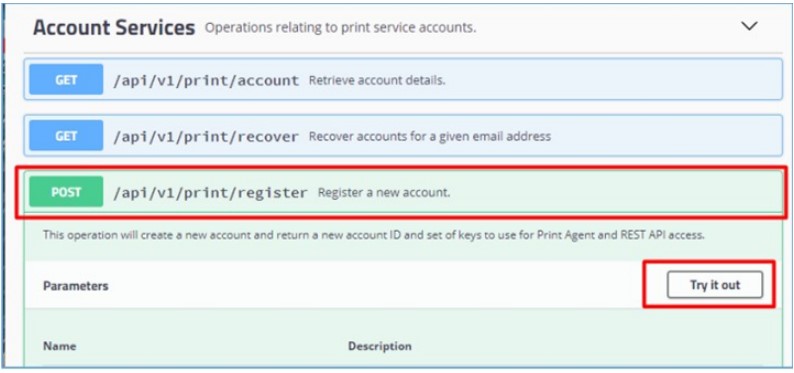 Account Services Operations relating to print service accounts.
GET /api/v1/print/account Retrieve account details.
GET /api/v1/print/recover Recover accounts for a given email address
POST /api/v1/print/register Register a new account.
This operation will create a new account and return a new account ID and set of keys to use for Print Agent and REST API access.
Parameters Try it out
Name Description